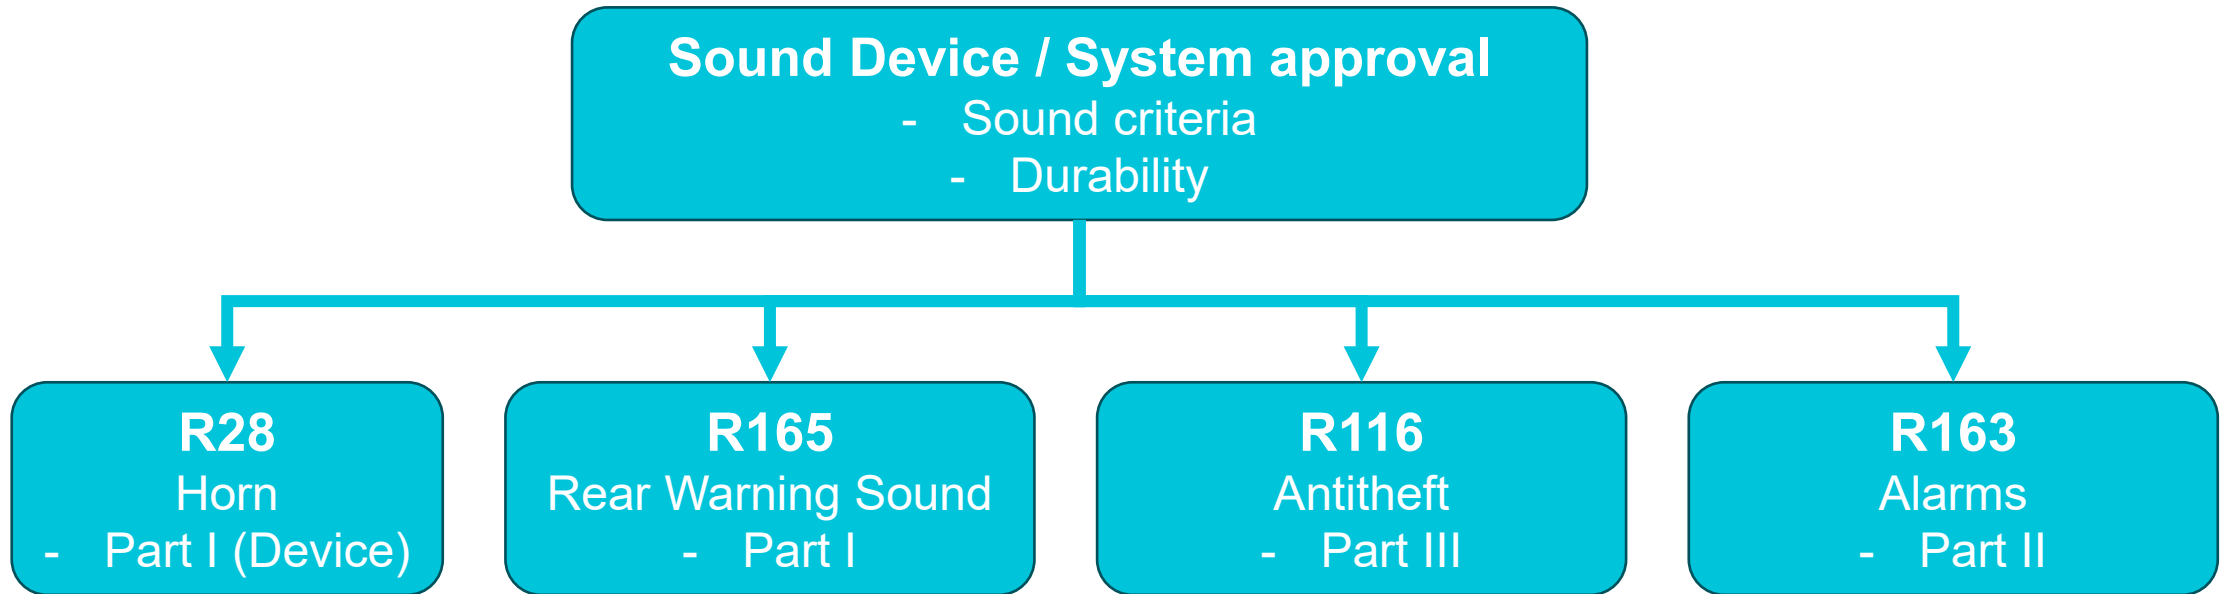 Sound Device / System approval
- Sound criteria
- Durability
R28
Horn
- Part I (Device)
R165
Rear Warning Sound
- Part I
R116
Antitheft
- Part III
R163
Alarms
- Part II